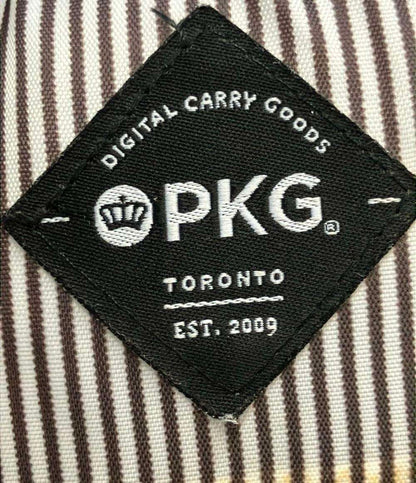 DIGITAL CARRY GOODS
PKG®
TORONTO
EST. 2009